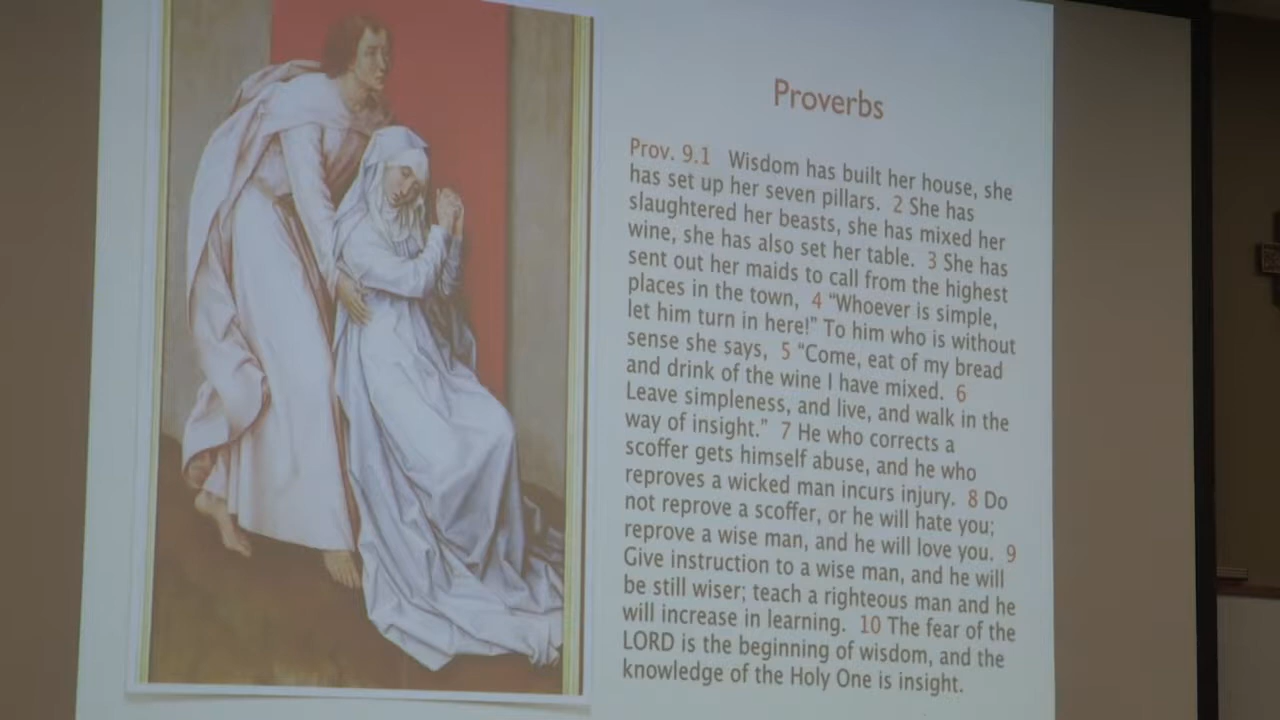 Proverbs
Prov. 9.1 Wisdom has built her house, she
has set up her seven pillars. 2 She has
slaughtered her beasts, she has mixed her
wine, she has also set her table. 3 She has
sent out her maids to call from the highest
places in the town, 4 “Whoever is simple,
let him turn in here!” To him who is without
sense she says, 5 “Come, eat of my bread
and drink of the wine I have mixed. 6
Leave simpleness, and live, and walk in the
way of insight.” 7 He who corrects a
scoffer gets himself abuse, and he who
reproves a wicked man incurs injury. 8 Do
not reprove a scoffer, or he will hate you;
reprove a wise man, and he will love you. 9
Give instruction to a wise man, and he will
be still wiser; teach a righteous man and he
will increase in learning. 10 The fear of the
LORD is the beginning of wisdom, and the
knowledge of the Holy One is insight.